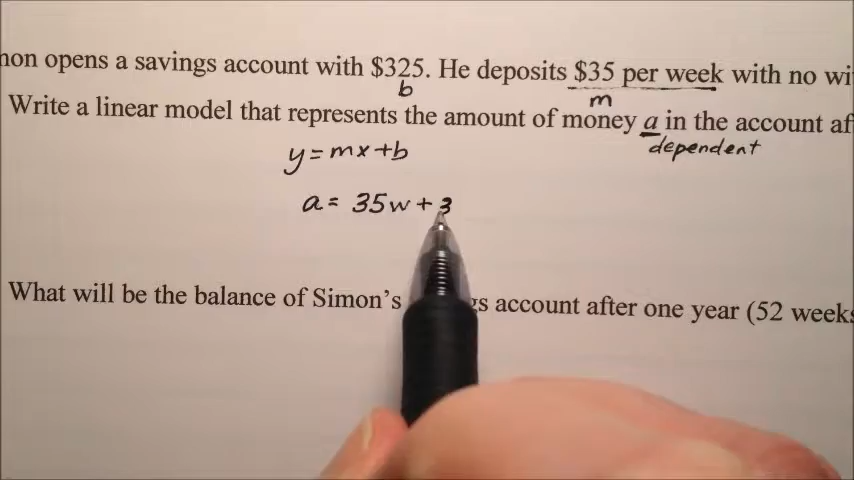 non opens a savings account with $325. He deposits $35 per week with no wi
b
m
Write a linear model that represents the amount of money a in the account af
dependent
y = mx + b
a = 35w + 3
What will be the balance of Simon's gs account after one year (52 weeks